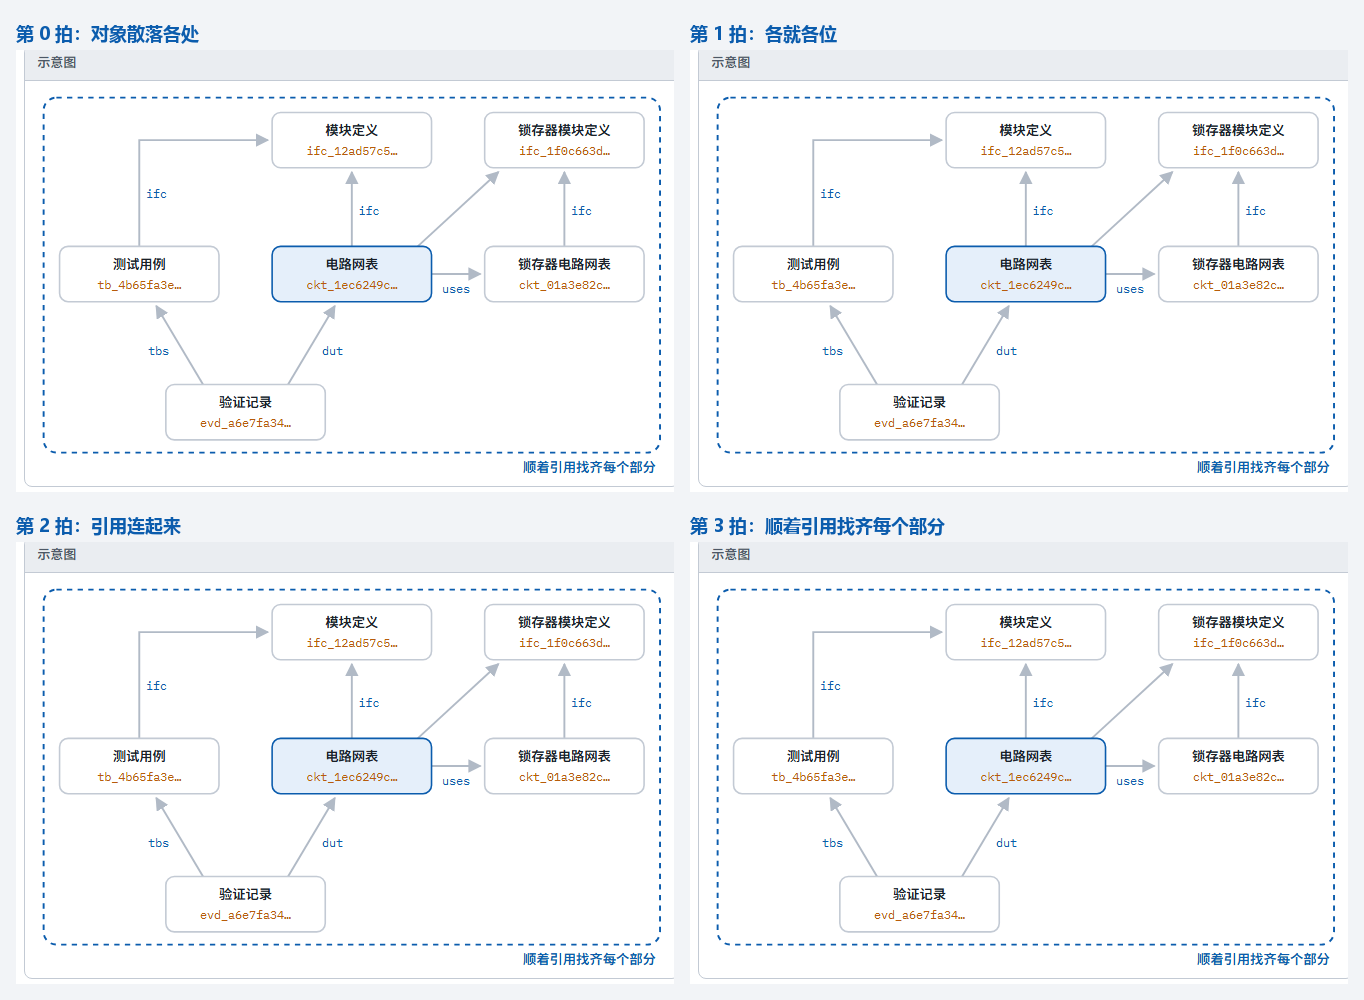 第 0 拍：对象散落各处
示意图
模块定义
ifc_12ad57c5…
锁存器模块定义
ifc_1f0c663d…
ifc
ifc
ifc
测试用例
tb_4b65fa3e…
电路网表
ckt_1ec6249c…
uses
锁存器电路网表
ckt_01a3e82c…
tbs
dut
验证记录
evd_a6e7fa34…
顺着引用找齐每个部分
第 1 拍：各就各位
示意图
模块定义
ifc_12ad57c5…
锁存器模块定义
ifc_1f0c663d…
ifc
ifc
ifc
测试用例
tb_4b65fa3e…
电路网表
ckt_1ec6249c…
uses
锁存器电路网表
ckt_01a3e82c…
tbs
dut
验证记录
evd_a6e7fa34…
顺着引用找齐每个部分
第 2 拍：引用连起来
示意图
模块定义
ifc_12ad57c5…
锁存器模块定义
ifc_1f0c663d…
ifc
ifc
ifc
测试用例
tb_4b65fa3e…
电路网表
ckt_1ec6249c…
uses
锁存器电路网表
ckt_01a3e82c…
tbs
dut
验证记录
evd_a6e7fa34…
顺着引用找齐每个部分
第 3 拍：顺着引用找齐每个部分
示意图
模块定义
ifc_12ad57c5…
锁存器模块定义
ifc_1f0c663d…
ifc
ifc
ifc
测试用例
tb_4b65fa3e…
电路网表
ckt_1ec6249c…
uses
锁存器电路网表
ckt_01a3e82c…
tbs
dut
验证记录
evd_a6e7fa34…
顺着引用找齐每个部分